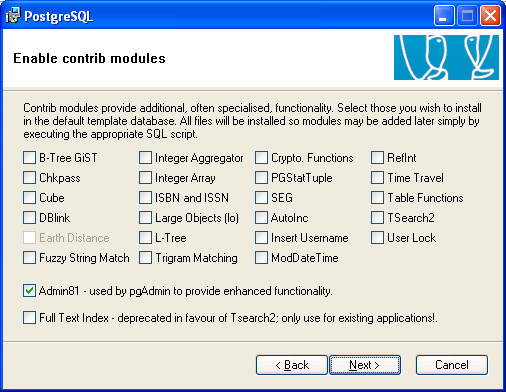 PostgreSQL
Enable contrib modules
Contrib modules provide additional, often specialised, functionality. Select those you wish to install
in the default template database. All files will be installed so modules may be added later simply by
executing the appropriate SQL script.
B-Tree GiST Integer Aggregator Crypto. Functions RefInt
Chkpass Integer Array PGStatTuple Time Travel
Cube ISBN and ISSN SEG Table Functions
DBlink Large Objects (lo) AutoInc TSearch2
Earth Distance L-Tree Insert Username User Lock
Fuzzy String Match Trigram Matching ModDateTime
Admin81 - used by pgAdmin to provide enhanced functionality.
Full Text Index - deprecated in favour of Tsearch2; only use for existing applications!.
< Back Next > Cancel